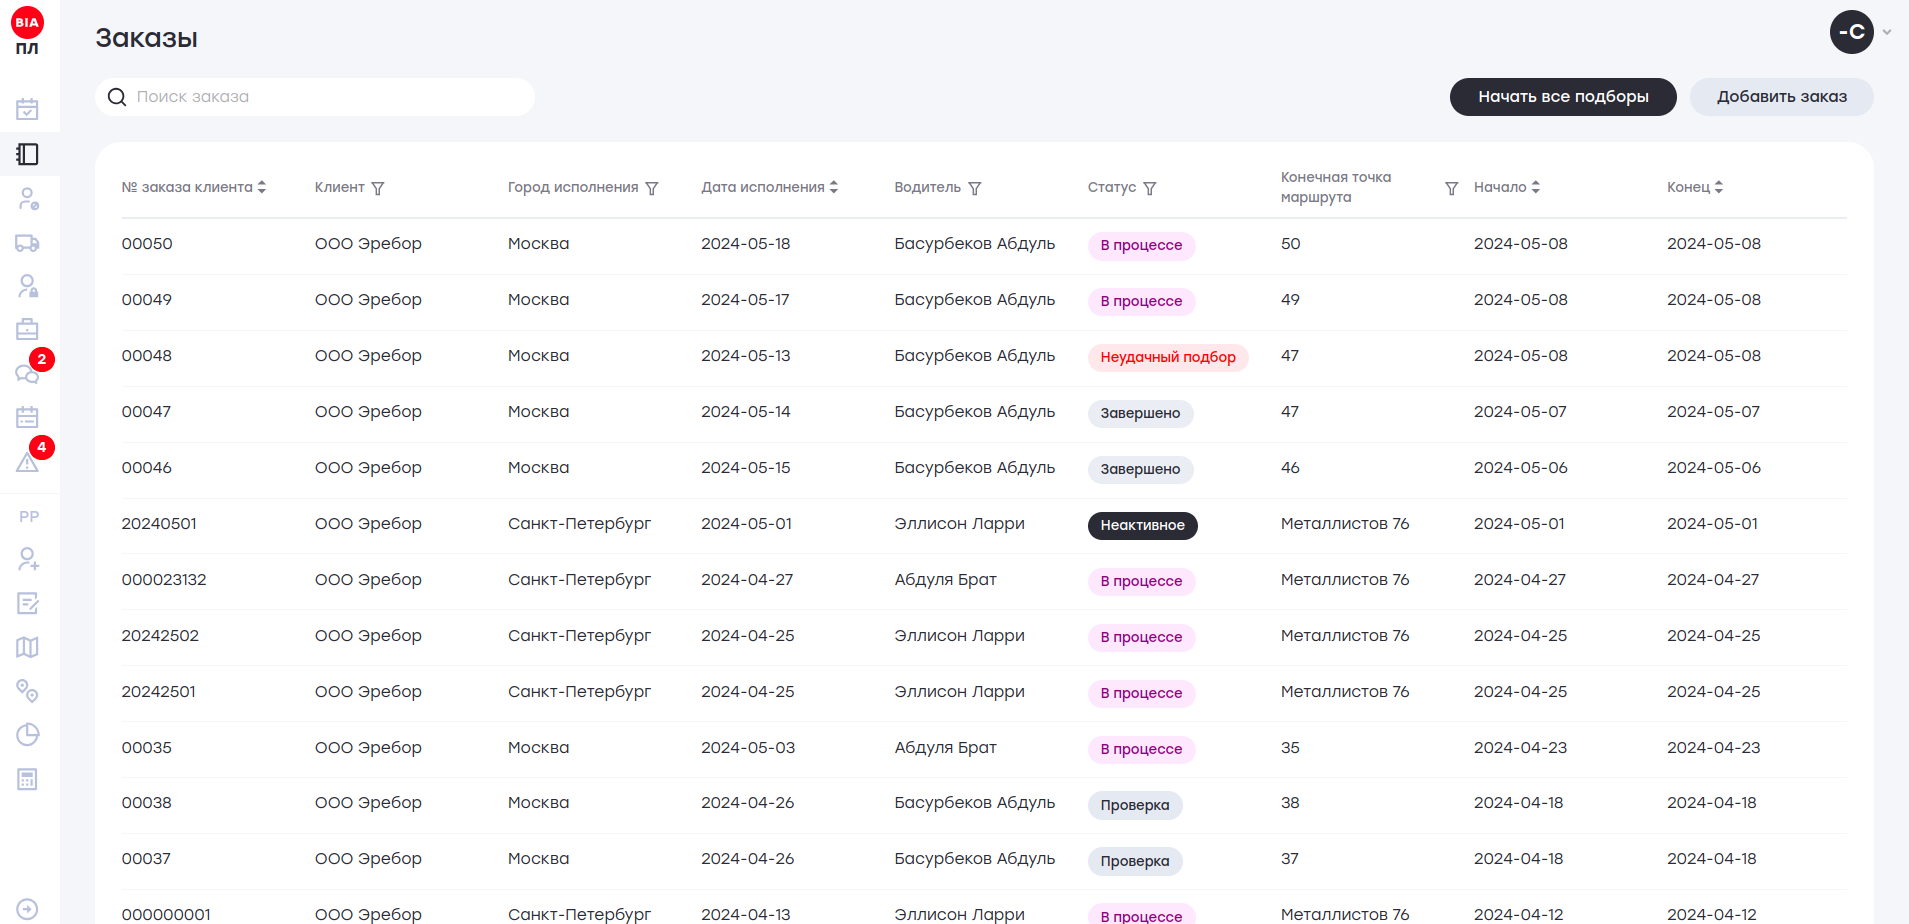 BIA
ПЛ
Заказы
-C
Поиск заказа
Начать все подборы
Добавить заказ
№ заказа клиента Клиент Город исполнения Дата исполнения Водитель Статус Конечная точка маршрута Начало Конец
00050 ООО Эребор Москва 2024-05-18 Басурбеков Абдуль В процессе 50 2024-05-08 2024-05-08
00049 ООО Эребор Москва 2024-05-17 Басурбеков Абдуль В процессе 49 2024-05-08 2024-05-08
00048 ООО Эребор Москва 2024-05-13 Басурбеков Абдуль Неудачный подбор 47 2024-05-08 2024-05-08
2
00047 ООО Эребор Москва 2024-05-14 Басурбеков Абдуль Завершено 47 2024-05-07 2024-05-07
4
00046 ООО Эребор Москва 2024-05-15 Басурбеков Абдуль Завершено 46 2024-05-06 2024-05-06
PP
20240501 ООО Эребор Санкт-Петербург 2024-05-01 Эллисон Ларри Неактивное Металлистов 76 2024-05-01 2024-05-01
000023132 ООО Эребор Санкт-Петербург 2024-04-27 Абдуля Брат В процессе Металлистов 76 2024-04-27 2024-04-27
20242502 ООО Эребор Санкт-Петербург 2024-04-25 Эллисон Ларри В процессе Металлистов 76 2024-04-25 2024-04-25
20242501 ООО Эребор Санкт-Петербург 2024-04-25 Эллисон Ларри В процессе Металлистов 76 2024-04-25 2024-04-25
00035 ООО Эребор Москва 2024-05-03 Абдуля Брат В процессе 35 2024-04-23 2024-04-23
00038 ООО Эребор Москва 2024-04-26 Басурбеков Абдуль Проверка 38 2024-04-18 2024-04-18
00037 ООО Эребор Москва 2024-04-26 Басурбеков Абдуль Проверка 37 2024-04-18 2024-04-18
000000001 ООО Эребор Санкт-Петербург 2024-04-13 Эллисон Ларри В процессе Металлистов 76 2024-04-12 2024-04-12